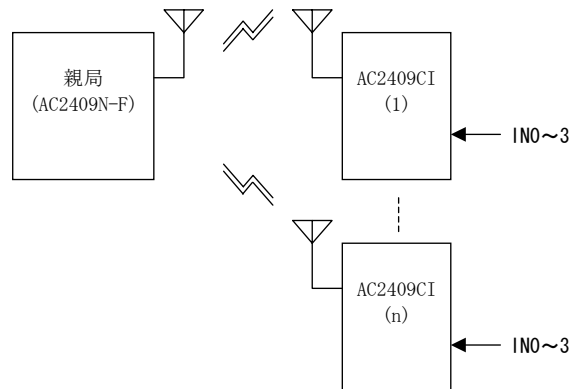 親局
(AC2409N-F)
AC2409CI
(1)
IN0～3
AC2409CI
(n)
IN0～3